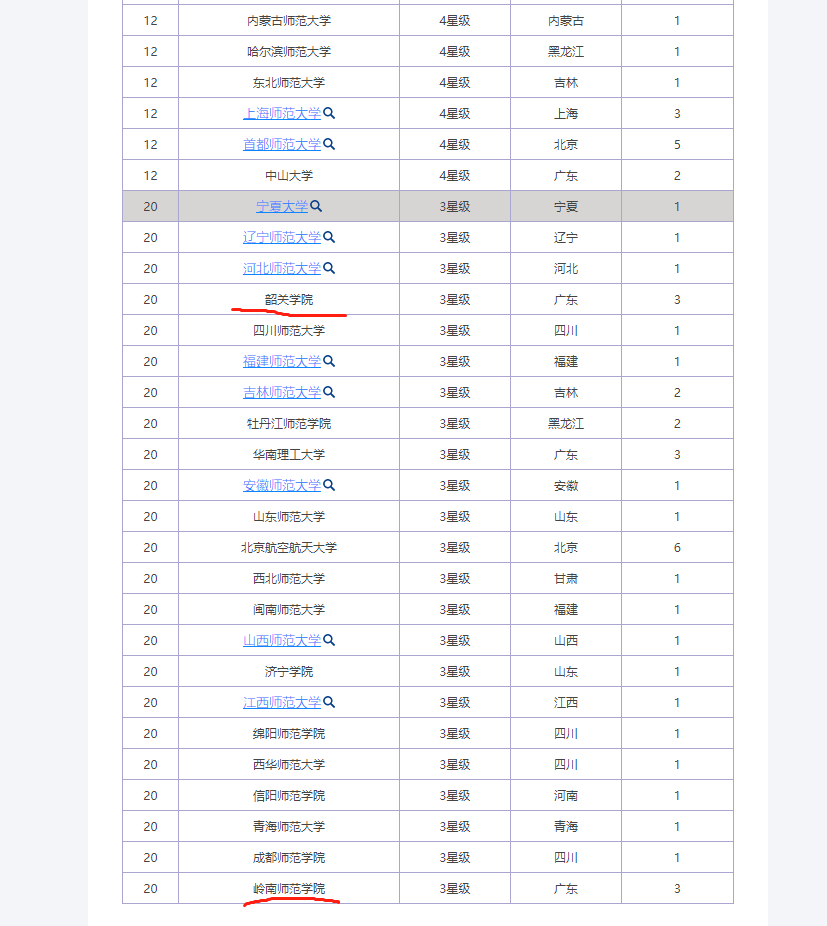 12 内蒙古师范大学 4星级 内蒙古 1
12 哈尔滨师范大学 4星级 黑龙江 1
12 东北师范大学 4星级 吉林 1
12 上海师范大学 4星级 上海 3
12 首都师范大学 4星级 北京 5
12 中山大学 4星级 广东 2
20 宁夏大学 3星级 宁夏 1
20 辽宁师范大学 3星级 辽宁 1
20 河北师范大学 3星级 河北 1
20 韶关学院 3星级 广东 3
20 四川师范大学 3星级 四川 1
20 福建师范大学 3星级 福建 1
20 吉林师范大学 3星级 吉林 2
20 牡丹江师范学院 3星级 黑龙江 2
20 华南理工大学 3星级 广东 3
20 安徽师范大学 3星级 安徽 1
20 山东师范大学 3星级 山东 1
20 北京航空航天大学 3星级 北京 6
20 西北师范大学 3星级 甘肃 1
20 闽南师范大学 3星级 福建 1
20 山西师范大学 3星级 山西 1
20 济宁学院 3星级 山东 1
20 江西师范大学 3星级 江西 1
20 绵阳师范学院 3星级 四川 1
20 西华师范大学 3星级 四川 1
20 信阳师范学院 3星级 河南 1
20 青海师范大学 3星级 青海 1
20 成都师范学院 3星级 四川 1
20 岭南师范学院 3星级 广东 3